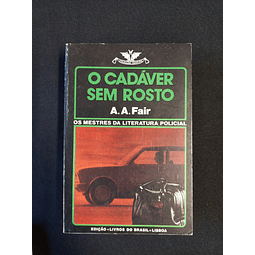 O CADÁVER
SEM ROSTO
A. A. Fair
OS MESTRES DA LITERATURA POLICIAL
EDIÇÃO · LIVROS DO BRASIL · LISBOA